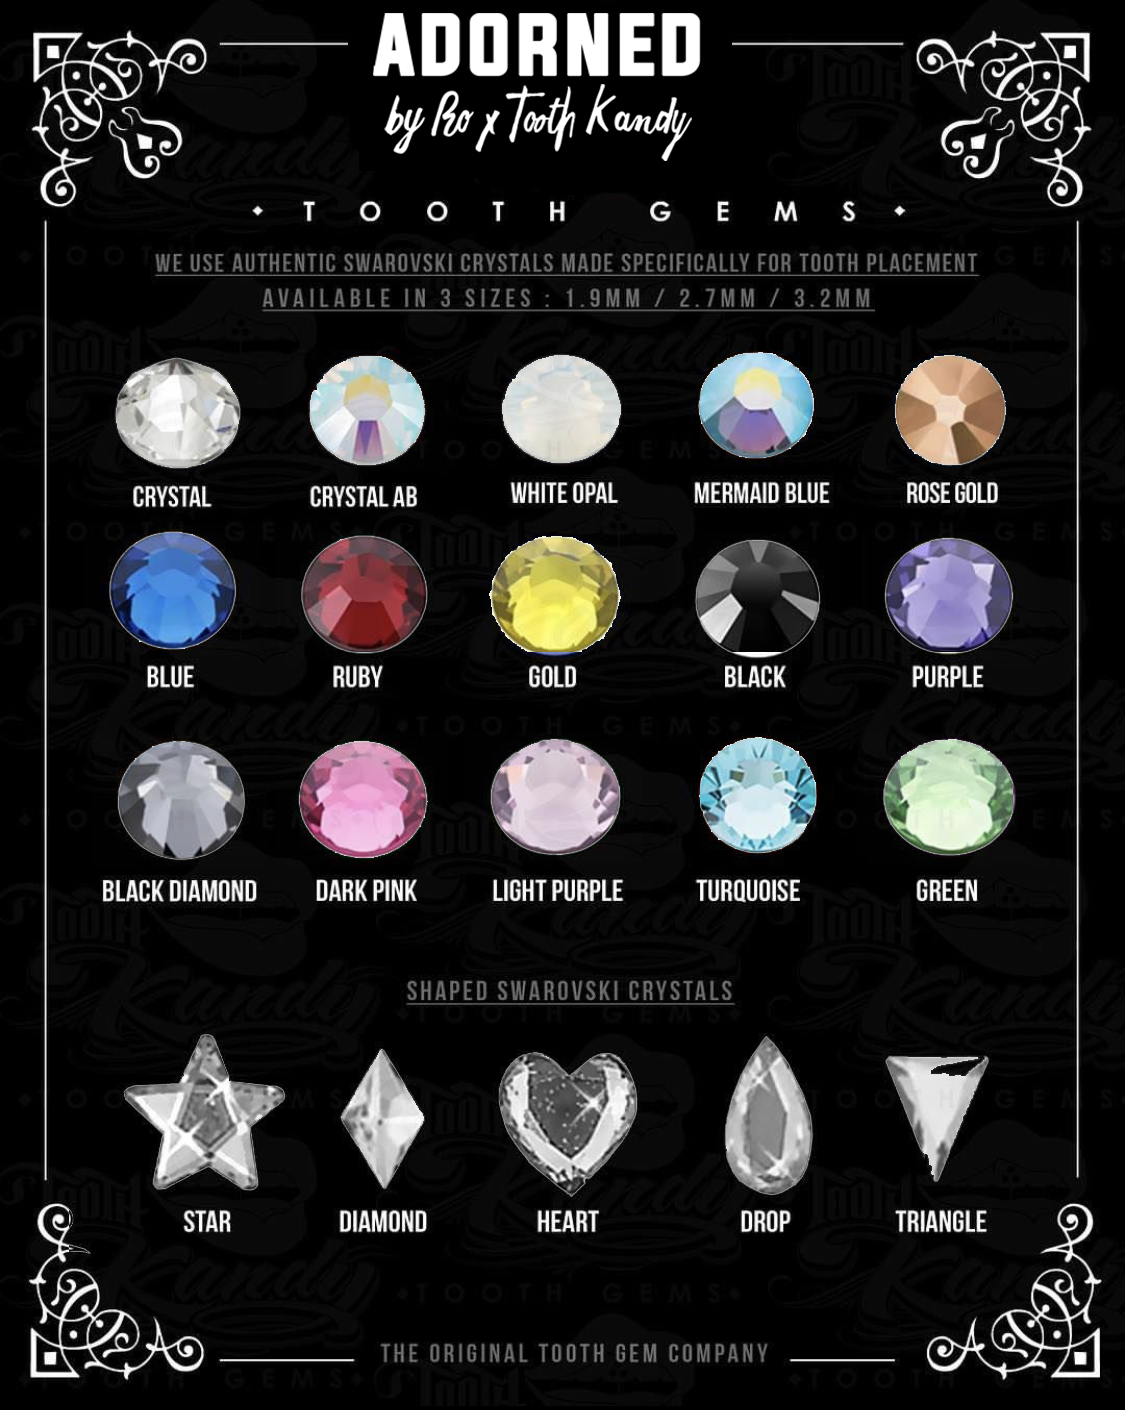 ADORNED
by Ro x Tooth Kandy
TOOTH GEMS
WE USE AUTHENTIC SWAROVSKI CRYSTALS MADE SPECIFICALLY FOR TOOTH PLACEMENT
AVAILABLE IN 3 SIZES : 1.9MM / 2.7MM / 3.2MM
CRYSTAL
CRYSTAL AB
WHITE OPAL
MERMAID BLUE
ROSE GOLD
BLUE
RUBY
GOLD
BLACK
PURPLE
BLACK DIAMOND
DARK PINK
LIGHT PURPLE
TURQUOISE
GREEN
SHAPED SWAROVSKI CRYSTALS
STAR
DIAMOND
HEART
DROP
TRIANGLE
THE ORIGINAL TOOTH GEM COMPANY